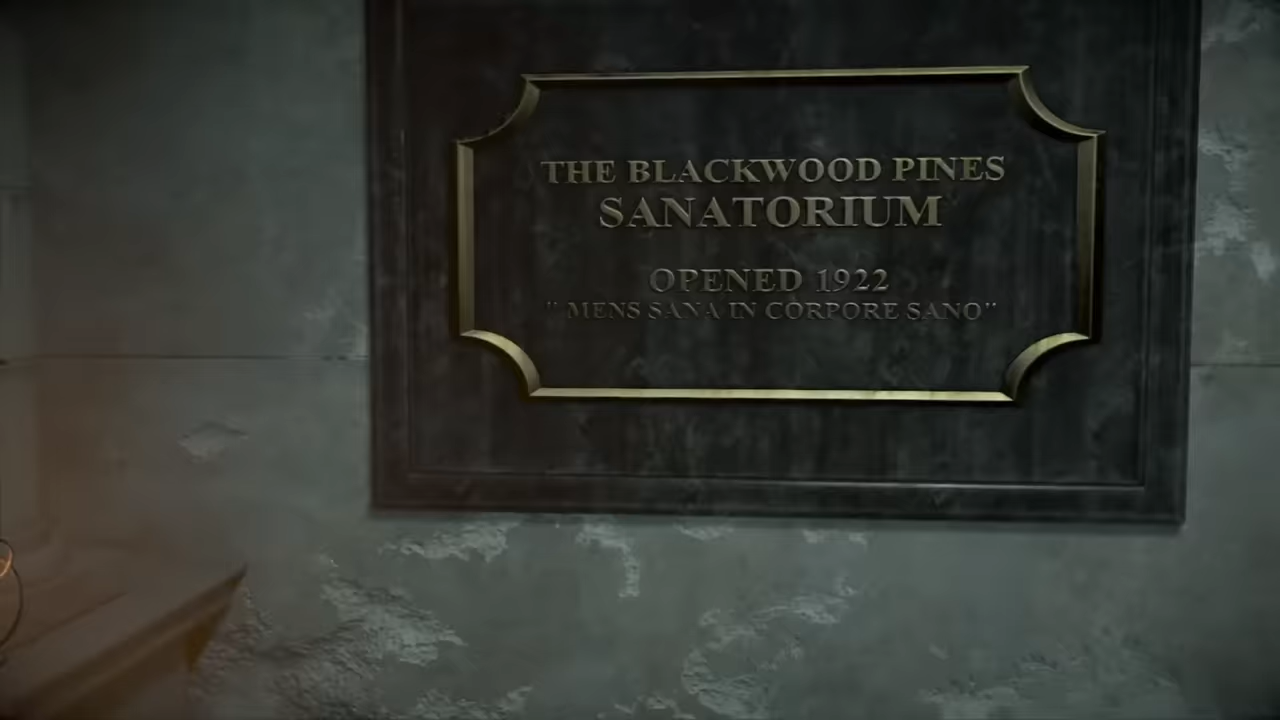 THE BLACKWOOD PINES
SANATORIUM
OPENED 1922
" MENS SANA IN CORPORE SANO"